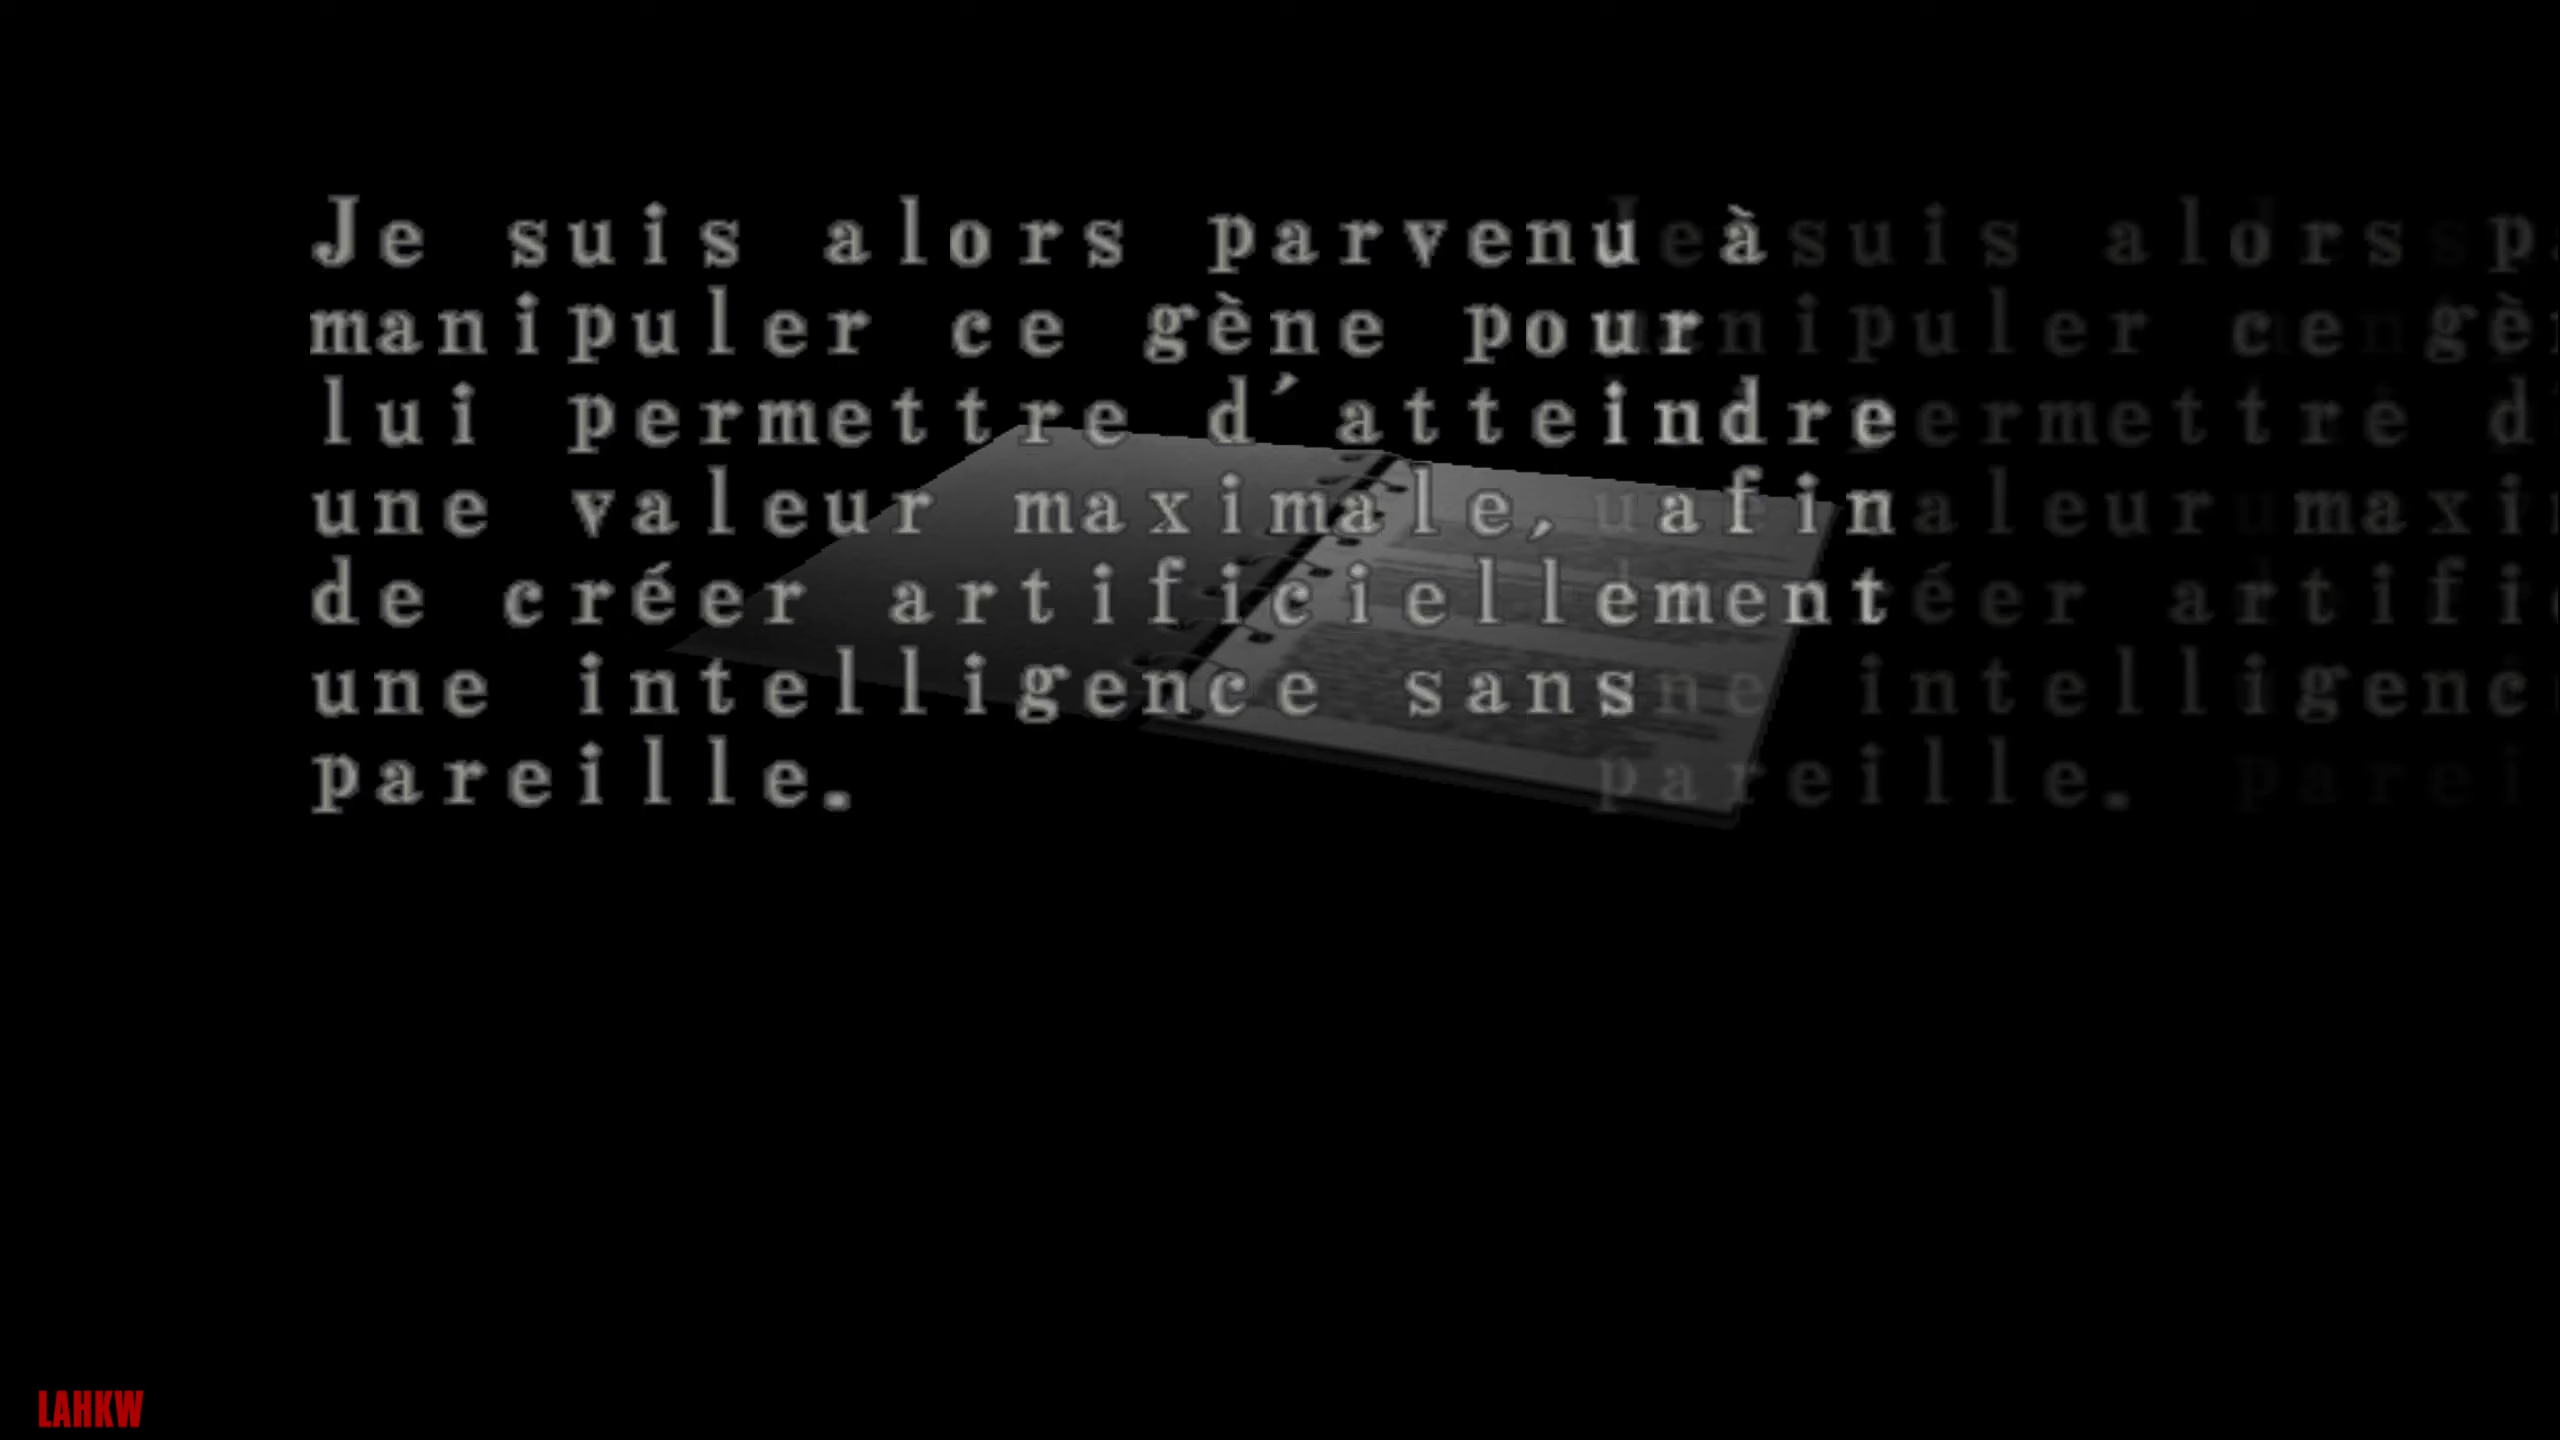 Je suis alors parvenu à
manipuler ce gène pour
lui permettre d´atteindre
une valeur maximale, afin
de créer artificiellement
une intelligence sans
pareille.
LAHKW